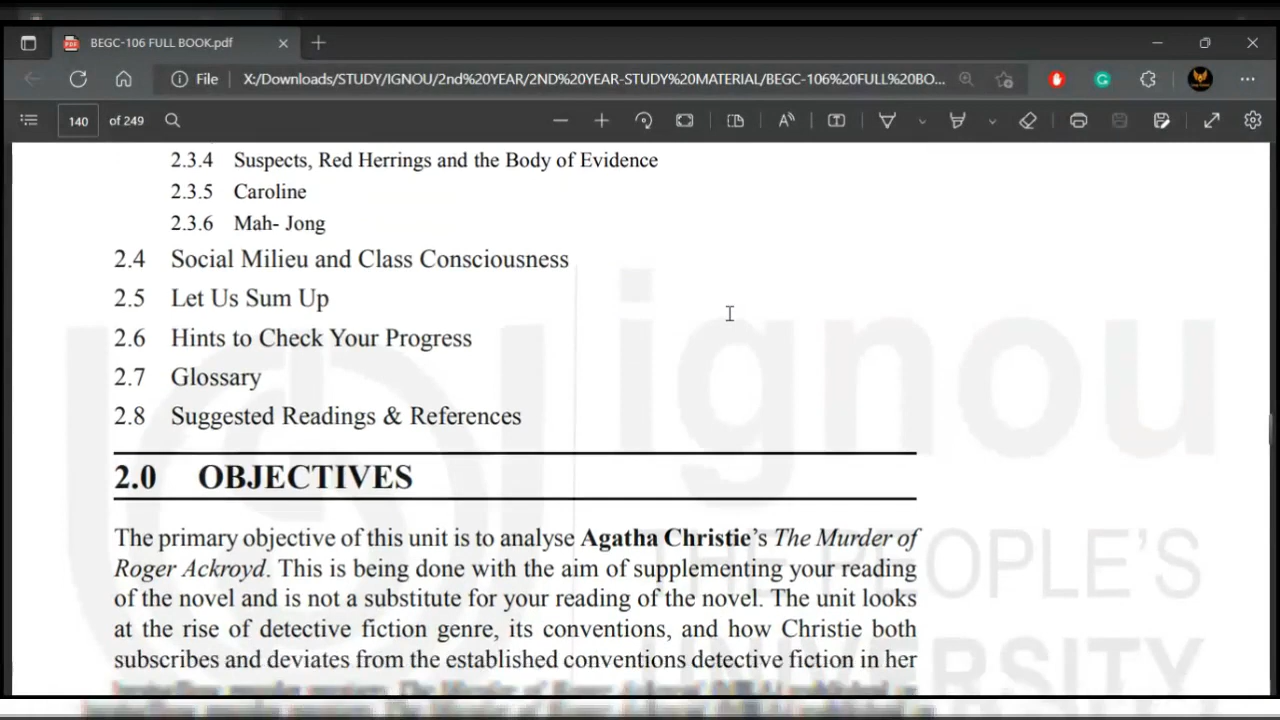 BEGC-106 FULL BOOK.pdf
File X:/Downloads/STUDY/IGNOU/2nd%20YEAR/2ND%20YEAR-STUDY%20MATERIAL/BEGC-106%20FULL%20BO...
140 of 249
2.3.4 Suspects, Red Herrings and the Body of Evidence
2.3.5 Caroline
2.3.6 Mah- Jong
2.4 Social Milieu and Class Consciousness
2.5 Let Us Sum Up
2.6 Hints to Check Your Progress
2.7 Glossary
2.8 Suggested Readings & References
ignou
THE PEOPLE'S
UNIVERSITY
2.0 OBJECTIVES
The primary objective of this unit is to analyse Agatha Christie's The Murder of
Roger Ackroyd. This is being done with the aim of supplementing your reading
of the novel and is not a substitute for your reading of the novel. The unit looks
at the rise of detective fiction genre, its conventions, and how Christie both
subscribes and deviates from the established conventions detective fiction in her